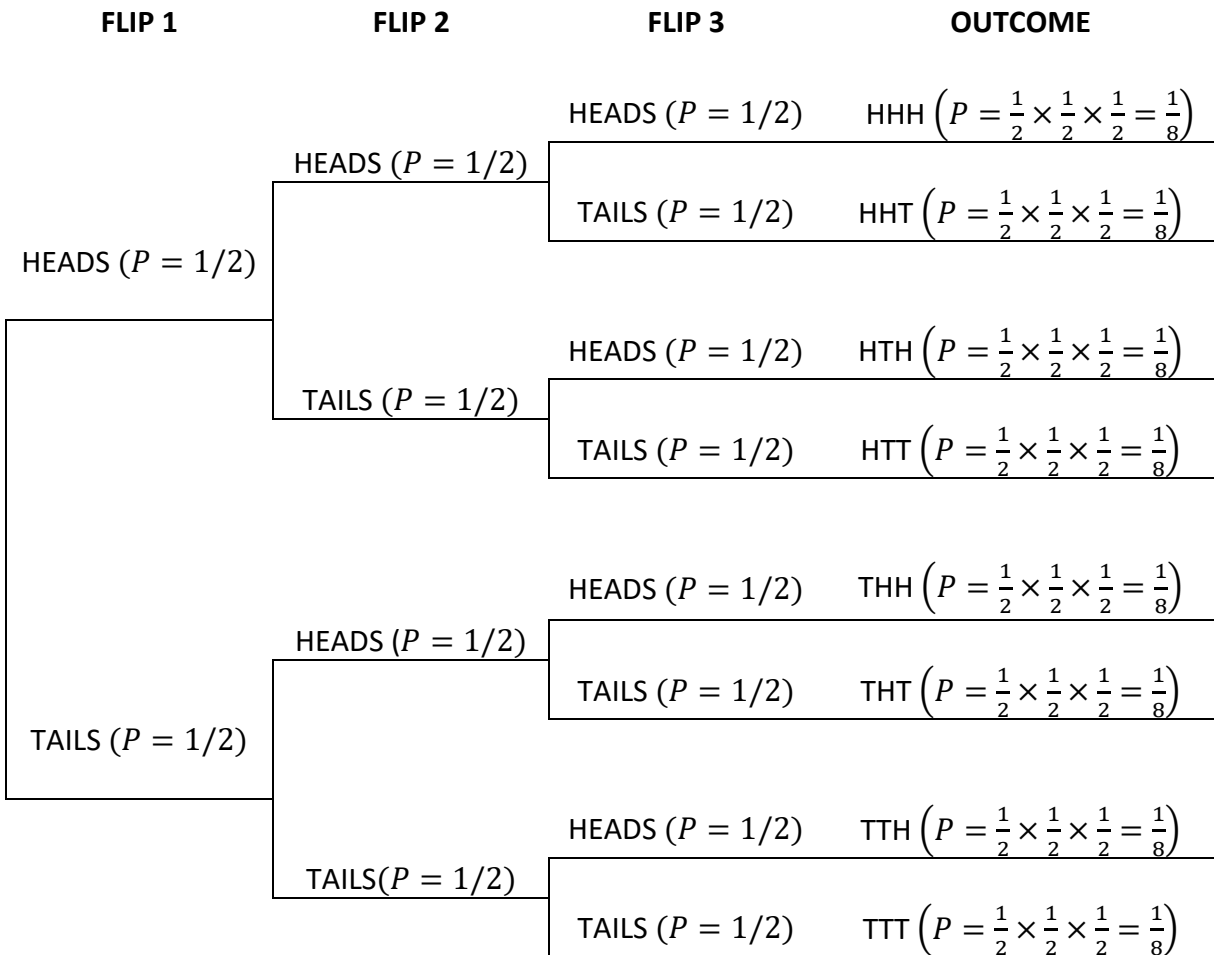 FLIP 1 FLIP 2 FLIP 3 OUTCOME
HEADS (P = 1/2) HHH (P = 1/2 × 1/2 × 1/2 = 1/8)
HEADS (P = 1/2)
TAILS (P = 1/2) HHT (P = 1/2 × 1/2 × 1/2 = 1/8)
HEADS (P = 1/2)
HEADS (P = 1/2) HTH (P = 1/2 × 1/2 × 1/2 = 1/8)
TAILS (P = 1/2)
TAILS (P = 1/2) HTT (P = 1/2 × 1/2 × 1/2 = 1/8)
HEADS (P = 1/2) THH (P = 1/2 × 1/2 × 1/2 = 1/8)
HEADS (P = 1/2)
TAILS (P = 1/2) THT (P = 1/2 × 1/2 × 1/2 = 1/8)
TAILS (P = 1/2)
HEADS (P = 1/2) TTH (P = 1/2 × 1/2 × 1/2 = 1/8)
TAILS(P = 1/2)
TAILS (P = 1/2) TTT (P = 1/2 × 1/2 × 1/2 = 1/8)